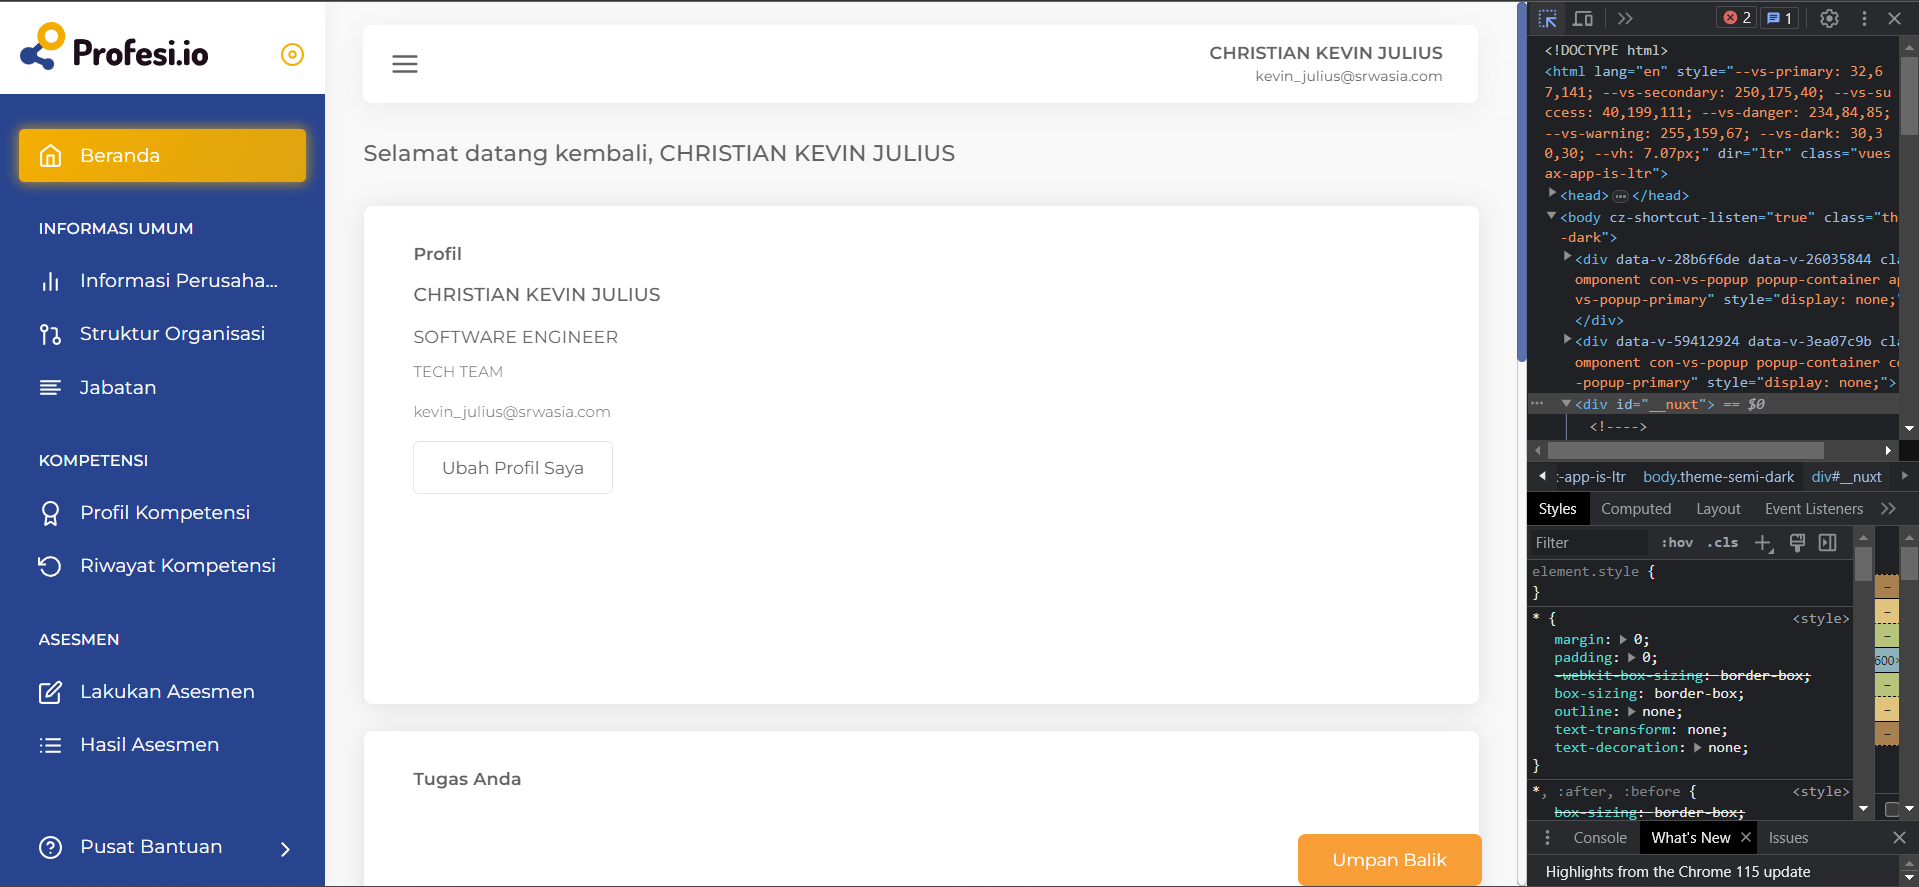 Profesi.io
Beranda
INFORMASI UMUM
Informasi Perusaha...
Struktur Organisasi
Jabatan
KOMPETENSI
Profil Kompetensi
Riwayat Kompetensi
ASESMEN
Lakukan Asesmen
Hasil Asesmen
Pusat Bantuan
CHRISTIAN KEVIN JULIUS
kevin_julius@srwasia.com
Selamat datang kembali, CHRISTIAN KEVIN JULIUS
Profil
CHRISTIAN KEVIN JULIUS
SOFTWARE ENGINEER
TECH TEAM
kevin_julius@srwasia.com
Ubah Profil Saya
Tugas Anda
Umpan Balik
2 1
<!DOCTYPE html>
<html lang="en" style="--vs-primary: 32,6
7,141; --vs-secondary: 250,175,40; --vs-su
ccess: 40,199,111; --vs-danger: 234,84,85;
--vs-warning: 255,159,67; --vs-dark: 30,3
0,30; --vh: 7.07px;" dir="ltr" class="vues
ax-app-is-ltr">
<head> ••• </head>
<body cz-shortcut-listen="true" class="th
-dark">
<div data-v-28b6f6de data-v-26035844 cl
omponent con-vs-popup popup-container a
vs-popup-primary" style="display: none;"
</div>
<div data-v-59412924 data-v-3ea07c9b cl
omponent con-vs-popup popup-container c
-popup-primary" style="display: none;">
••• <div id="__nuxt"> == $0
<!---->
:-app-is-ltr body.theme-semi-dark div#__nuxt
Styles Computed Layout Event Listeners
Filter :hov .cls
element.style {
}
* { <style>
margin: 0;
padding: 0;
-webkit-box-sizing: border-box;
box-sizing: border-box;
outline: none;
text-transform: none;
text-decoration: none;
}
*, :after, :before { <style>
box-sizing: border-box;
–
–
–
600×
–
–
–
Console What's New Issues
Highlights from the Chrome 115 update